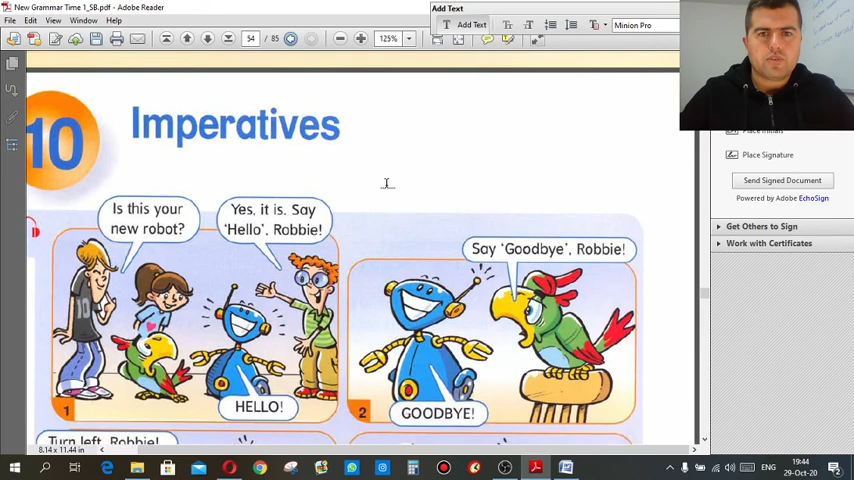 New Grammar Time 1_SB.pdf - Adobe Reader
File Edit View Window Help
54 / 85
125%
Add Text
Add Text
Minion Pro
Place Signature
Send Signed Document
Powered by Adobe EchoSign
Get Others to Sign
Work with Certificates
10
Imperatives
Is this your
new robot?
Yes, it is. Say
‘Hello’, Robbie!
10
HELLO!
1
Say ‘Goodbye’, Robbie!
GOODBYE!
2
Turn left, Robbie!
8.14 x 11.44 in
ENG
19:44
29-Oct-20
2